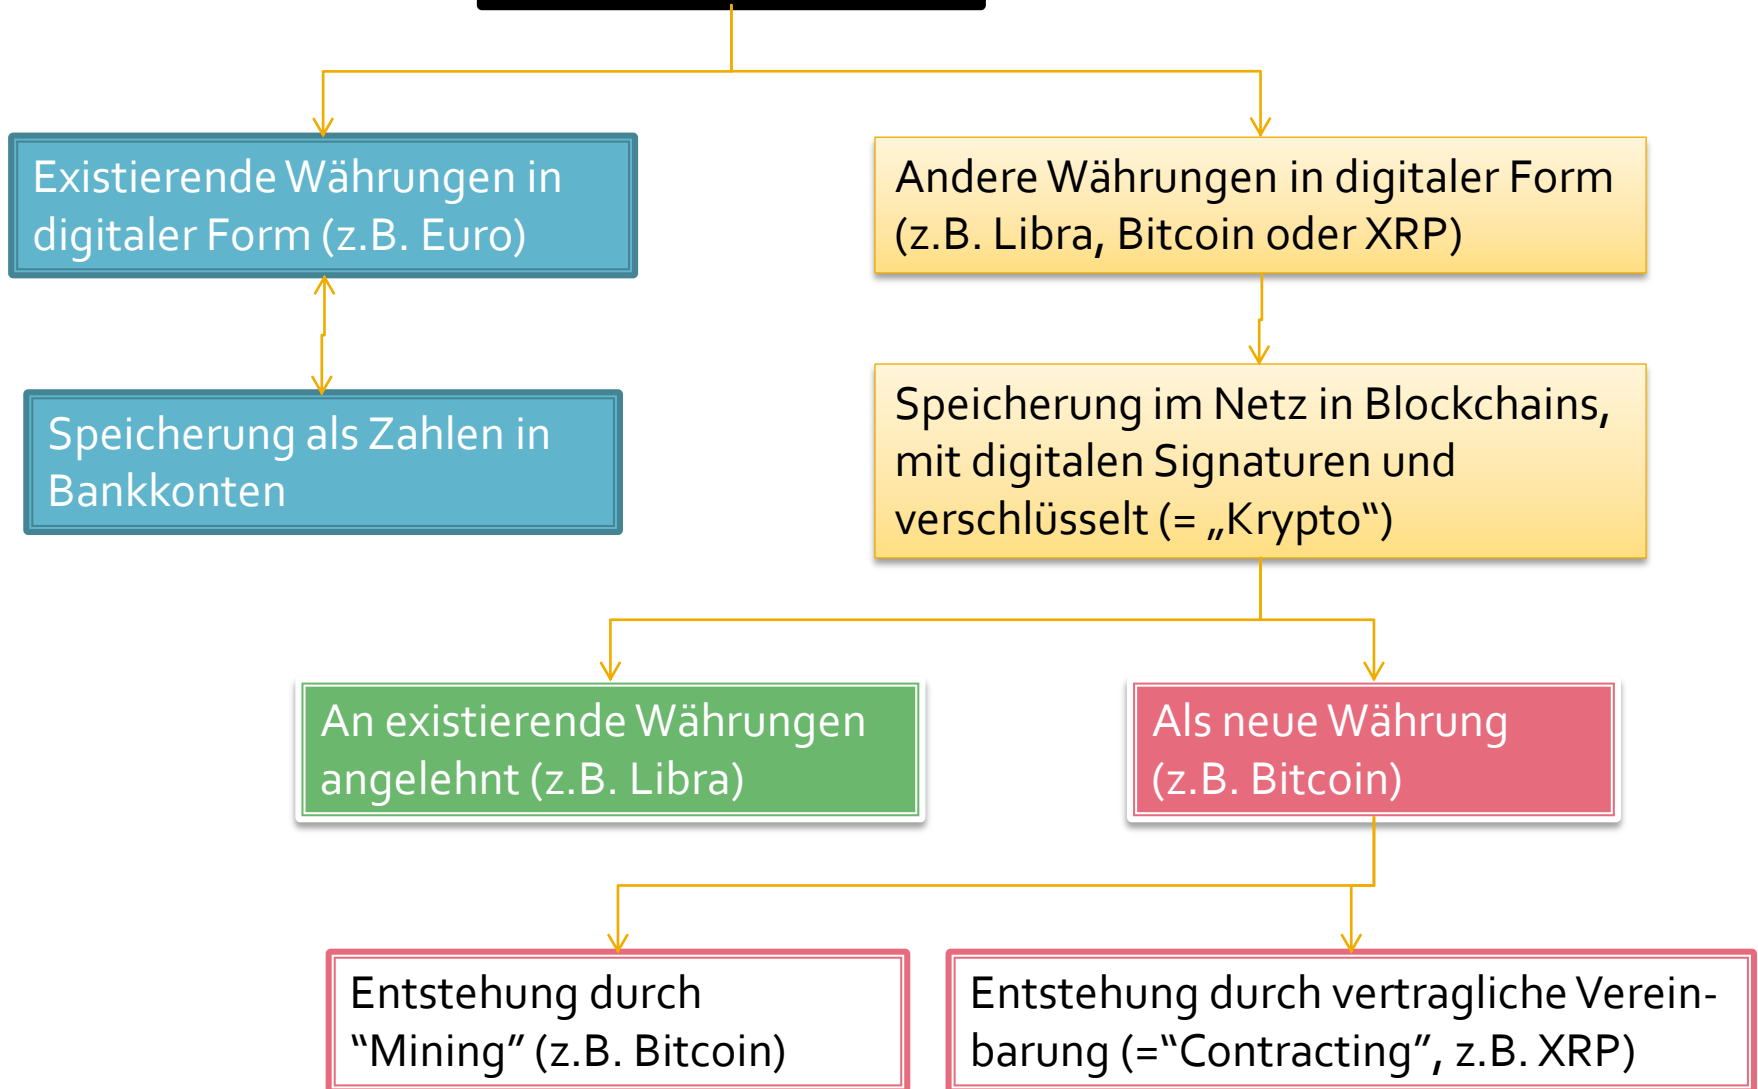 Existierende Währungen in
digitaler Form (z.B. Euro)
Andere Währungen in digitaler Form
(z.B. Libra, Bitcoin oder XRP)
Speicherung als Zahlen in
Bankkonten
Speicherung im Netz in Blockchains,
mit digitalen Signaturen und
verschlüsselt (= „Krypto“)
An existierende Währungen
angelehnt (z.B. Libra)
Als neue Währung
(z.B. Bitcoin)
Entstehung durch
“Mining” (z.B. Bitcoin)
Entstehung durch vertragliche Verein-
barung (=“Contracting”, z.B. XRP)